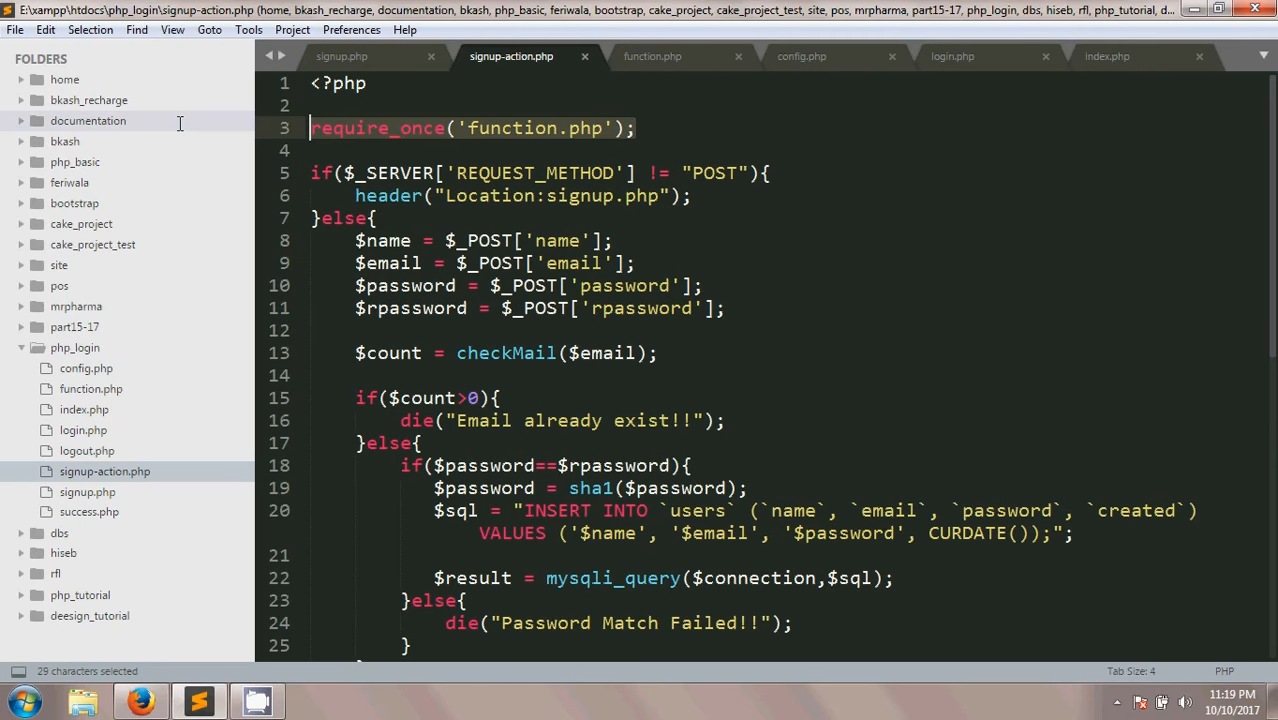 E:\xampp\htdocs\php_login\signup-action.php (home, bkash_recharge, documentation, bkash, php_basic, feriwala, bootstrap, cake_project, cake_project_test, site, pos, mrpharma, part15-17, php_login, dbs, hiseb, rfl, php_tutorial, d...
File Edit Selection Find View Goto Tools Project Preferences Help
FOLDERS
home
bkash_recharge
documentation
bkash
php_basic
feriwala
bootstrap
cake_project
cake_project_test
site
pos
mrpharma
part15-17
php_login
config.php
function.php
index.php
login.php
logout.php
signup-action.php
signup.php
success.php
dbs
hiseb
rfl
php_tutorial
deesign_tutorial
signup.php signup-action.php function.php config.php login.php index.php
1 <?php
2
3 require_once('function.php');
4
5 if($_SERVER['REQUEST_METHOD'] != "POST"){
6 header("Location:signup.php");
7 }else{
8 $name = $_POST['name'];
9 $email = $_POST['email'];
10 $password = $_POST['password'];
11 $rpassword = $_POST['rpassword'];
12
13 $count = checkMail($email);
14
15 if($count>0){
16 die("Email already exist!!");
17 }else{
18 if($password==$rpassword){
19 $password = sha1($password);
20 $sql = "INSERT INTO `users` (`name`, `email`, `password`, `created`)
VALUES ('$name', '$email', '$password', CURDATE());";
21
22 $result = mysqli_query($connection,$sql);
23 }else{
24 die("Password Match Failed!!");
25 }
29 characters selected
Tab Size: 4
PHP
11:19 PM
10/10/2017